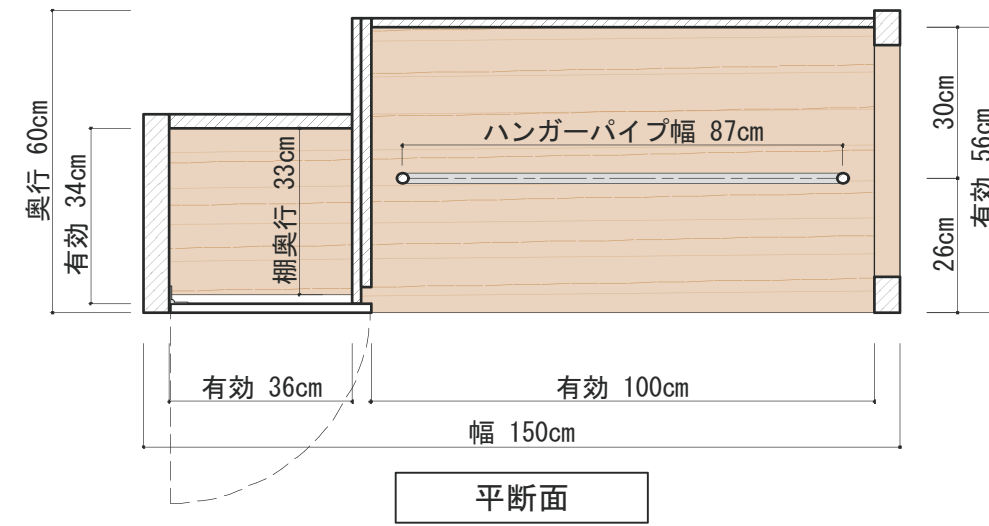 奥行 60cm
有効 34cm
棚奥行 33cm
ハンガーパイプ幅 87cm
30cm
26cm
有効 56cm
有効 36cm
有効 100cm
幅 150cm
平断面